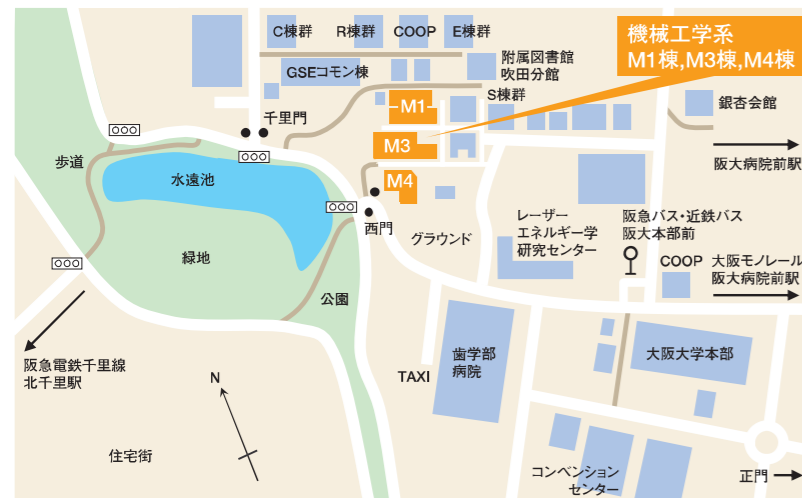 C棟群
R棟群
COOP
E棟群
機械工学系
M1棟,M3棟,M4棟
附属図書館
吹田分館
GSEコモン棟
S棟群
M1
銀杏会館
千里門
M3
阪大病院前駅
歩道
水遠池
M4
西門
グラウンド
レーザー
エネルギー学
研究センター
阪急バス・近鉄バス
阪大本部前
緑地
COOP
大阪モノレール
阪大病院前駅
公園
阪急電鉄千里線
北千里駅
TAXI
歯学部
病院
大阪大学本部
N
住宅街
コンベンション
センター
正門